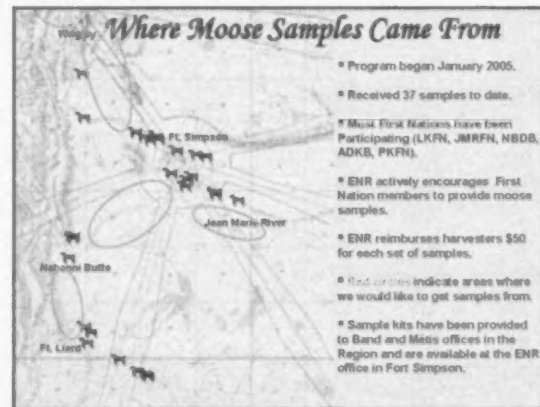 Where Moose Samples Came From
Wrigley
Ft. Simpson
Jean Marie River
Nahanni Butte
Ft. Liard
* Program began January 2005.
* Received 37 samples to date.
* Most First Nations have been
Participating (LKFN, JMRFN, NBDB,
ADKB, PKFN).
* ENR actively encourages First
Nation members to provide moose
samples.
* ENR reimburses harvesters $50
for each set of samples.
* Red circles indicate areas where
we would like to get samples from.
* Sample kits have been provided
to Band and Métis offices in the
Region and are available at the ENR
office in Fort Simpson.